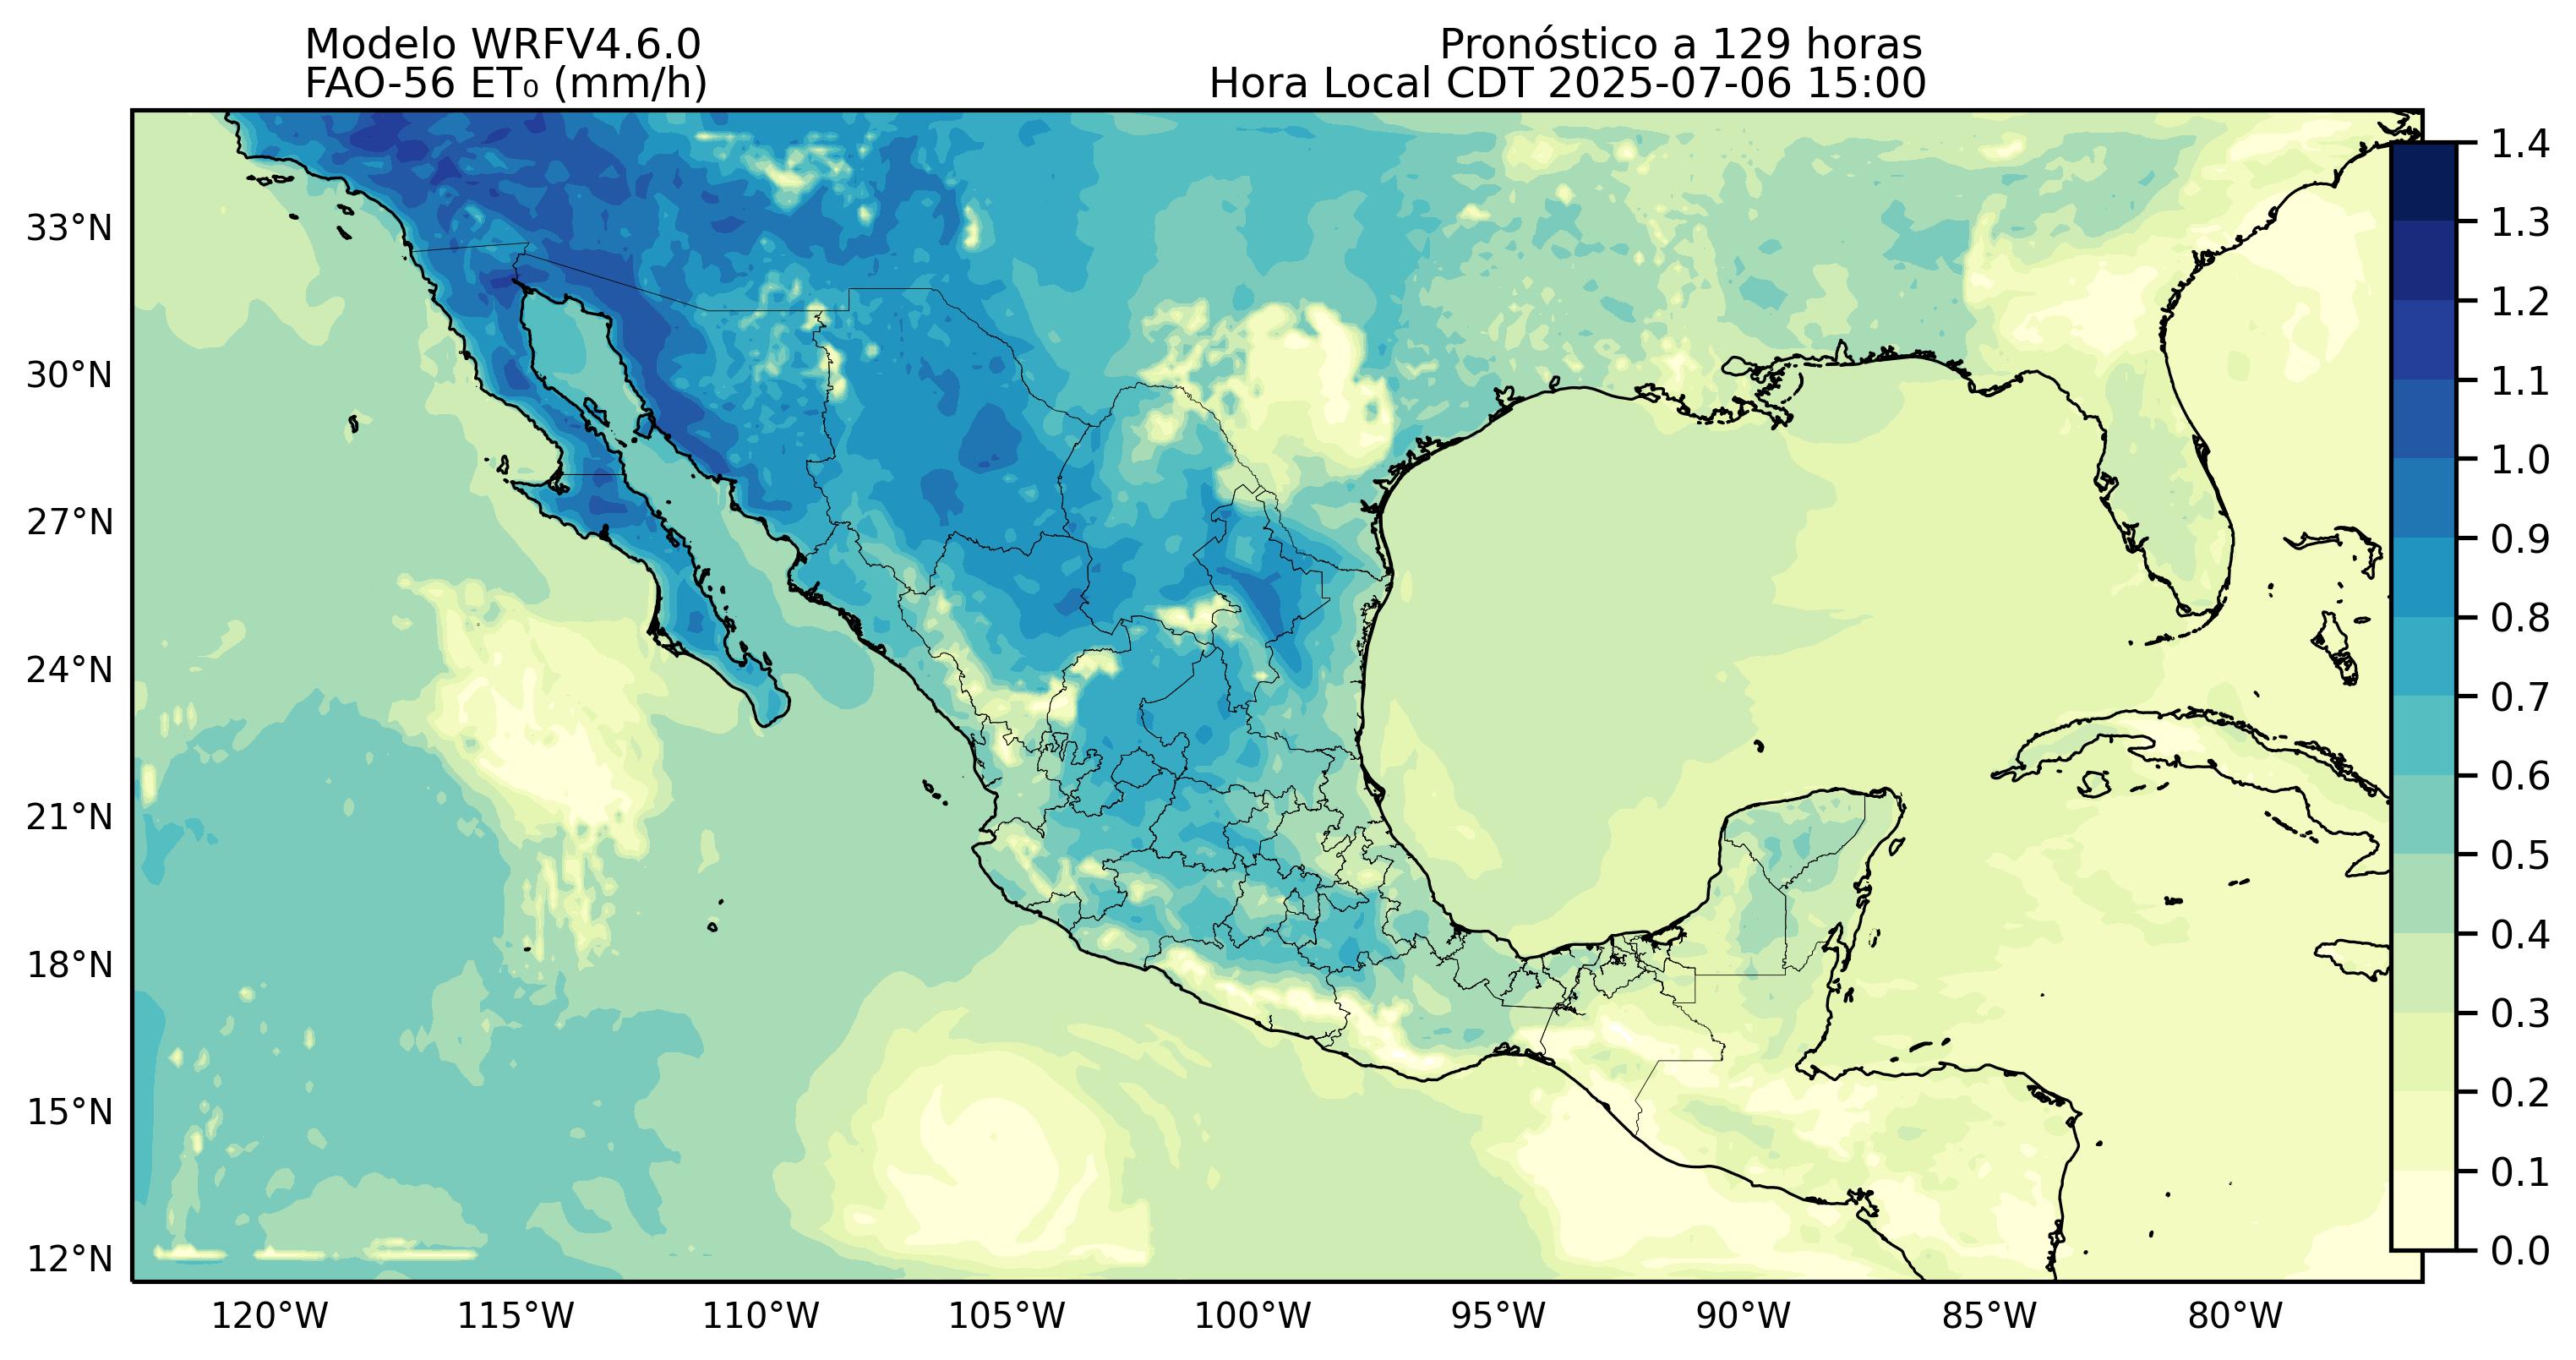 Modelo WRFV4.6.0
FAO-56 ET₀ (mm/h)
Pronóstico a 129 horas
Hora Local CDT 2025-07-06 15:00
33°N
30°N
27°N
24°N
21°N
18°N
15°N
12°N
120°W
115°W
110°W
105°W
100°W
95°W
90°W
85°W
80°W
1.4
1.3
1.2
1.1
1.0
0.9
0.8
0.7
0.6
0.5
0.4
0.3
0.2
0.1
0.0